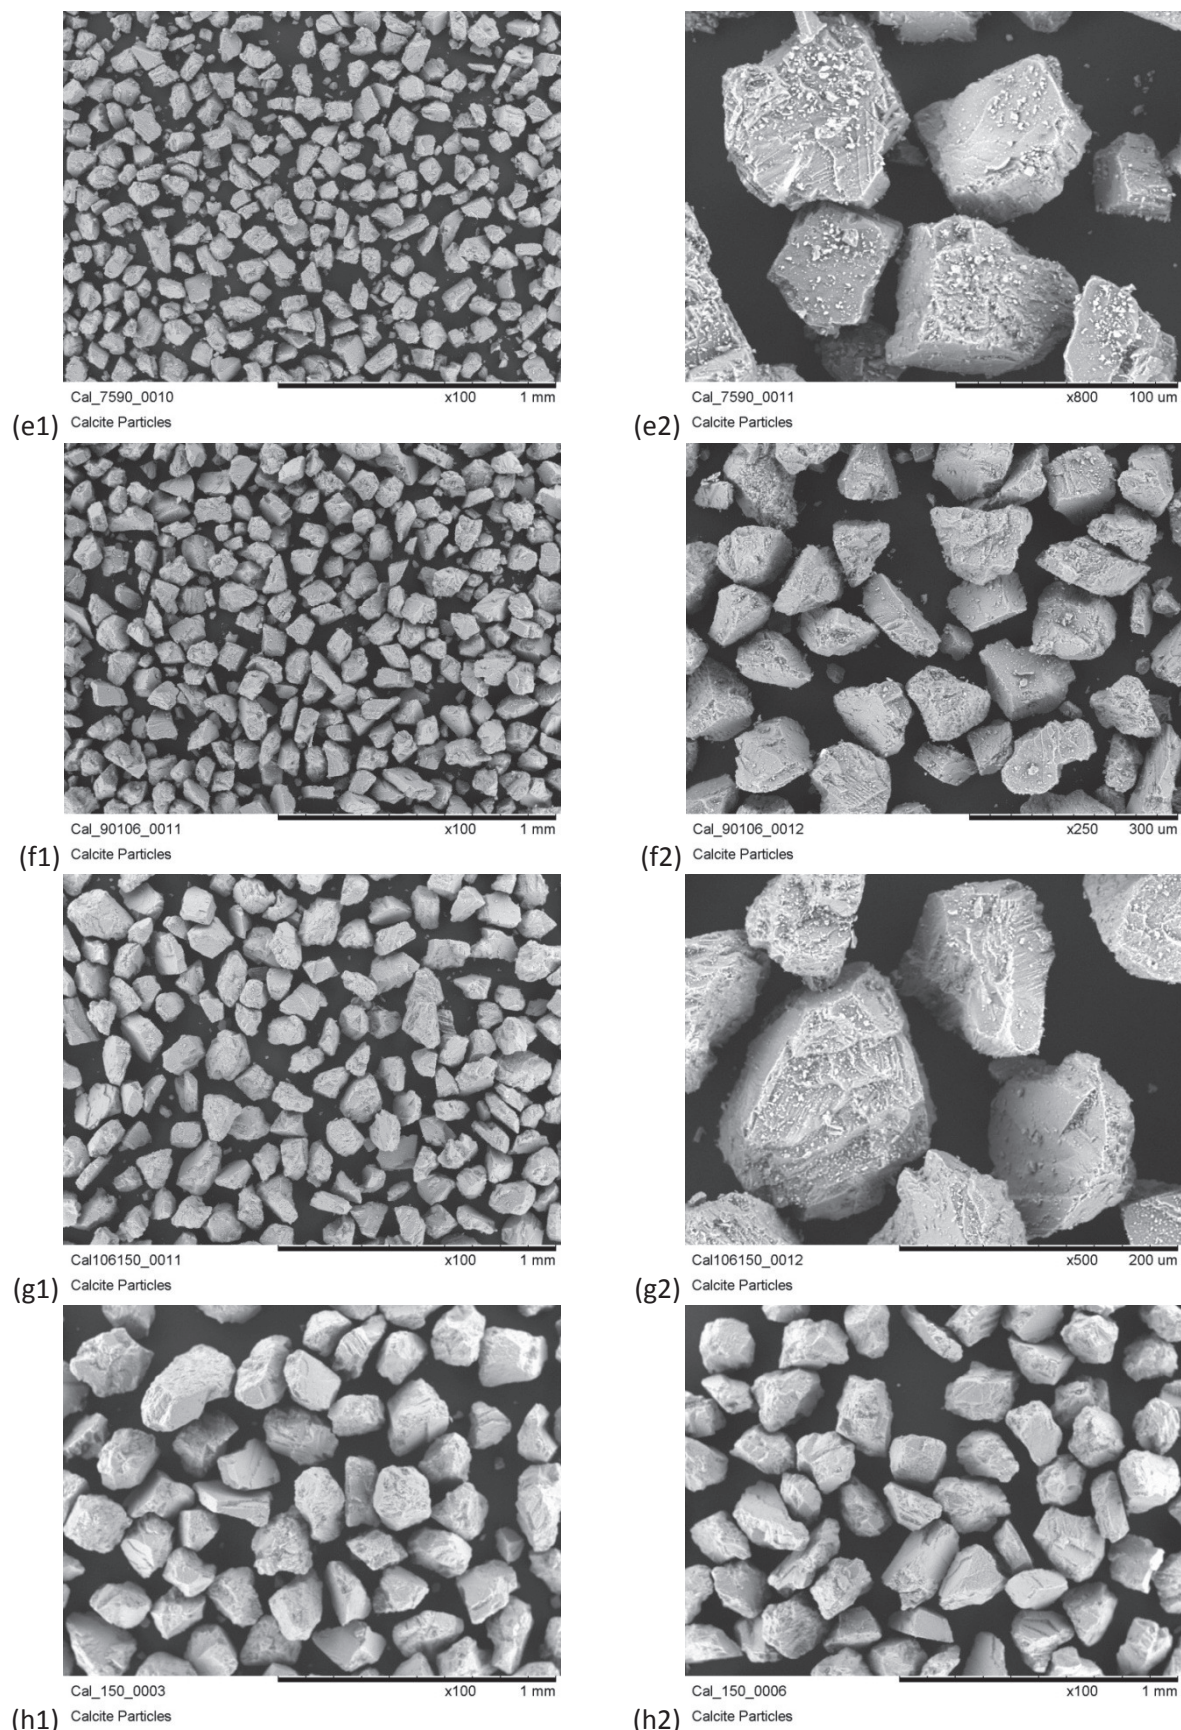 Cal_7590_0010 x100 1 mm
(e1) Calcite Particles
Cal_7590_0011 x800 100 um
(e2) Calcite Particles
Cal_90106_0011 x100 1 mm
(f1) Calcite Particles
Cal_90106_0012 x250 300 um
(f2) Calcite Particles
Cal106150_0011 x100 1 mm
(g1) Calcite Particles
Cal106150_0012 x500 200 um
(g2) Calcite Particles
Cal_150_0003 x100 1 mm
(h1) Calcite Particles
Cal_150_0006 x100 1 mm
(h2) Calcite Particles